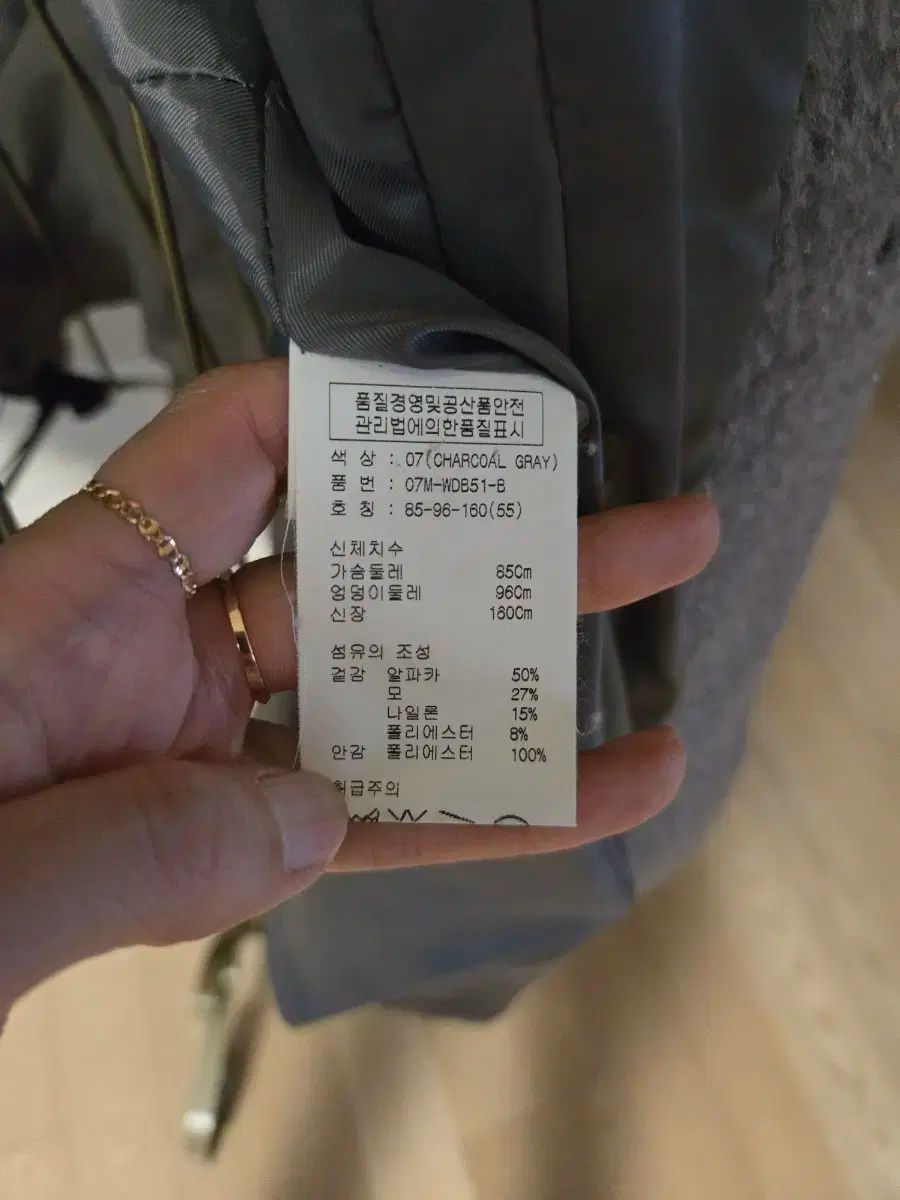 품질경영및공산품안전
관리법에의한품질표시
색 상 : 07(CHARCOAL GRAY)
품 번 : 07M-WDB51-B
호 칭 : 85-96-160(55)
신체치수
가슴둘레 85Cm
엉덩이둘레 96Cm
신장 160Cm
섬유의 조성
겉감 알파카 50%
모 27%
나일론 15%
폴리에스터 8%
안감 폴리에스터 100%
취급주의